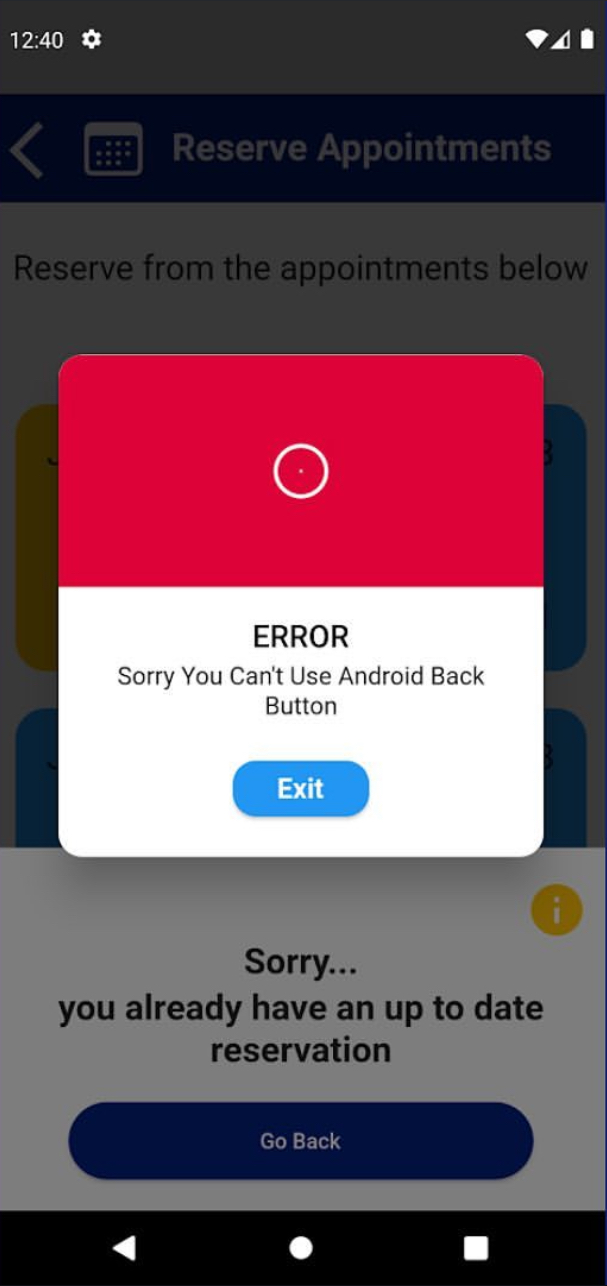 12:40
Reserve Appointments
Reserve from the appointments below
ERROR
Sorry You Can't Use Android Back
Button
Exit
Sorry...
you already have an up to date
reservation
Go Back